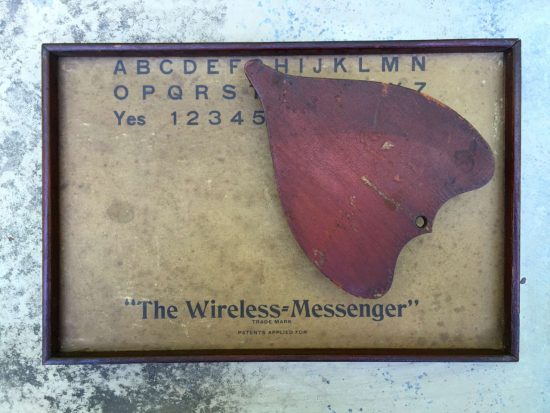 A B C D E F G H I J K L M N
O P Q R S T Z
Yes 1 2 3 4 5
"The Wireless-Messenger"
TRADE MARK
PATENTS APPLIED FOR